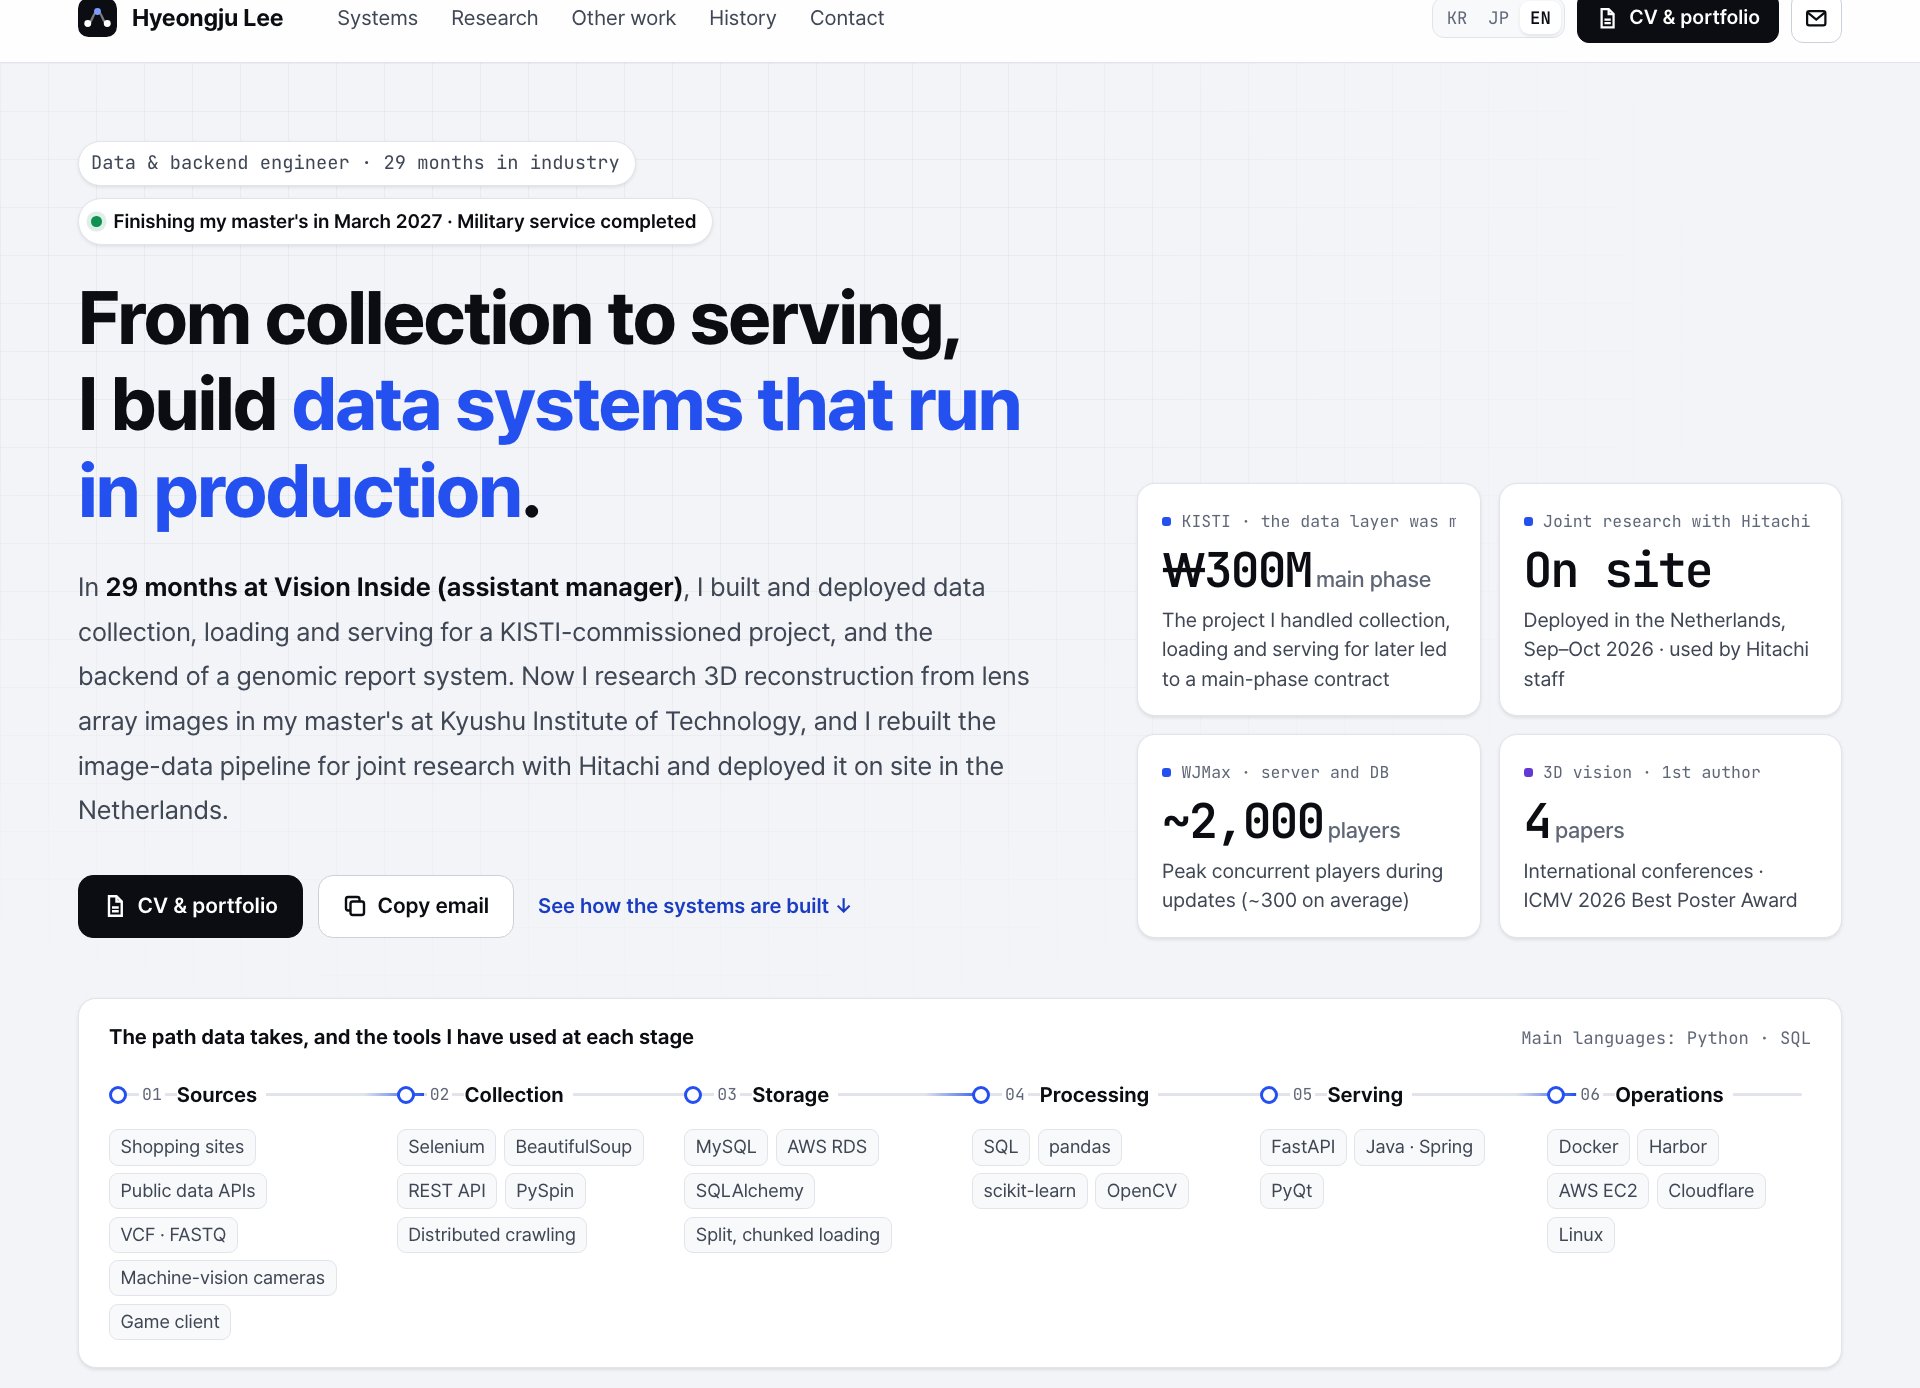 Hyeongju Lee
Systems
Research
Other work
History
Contact
KR
JP
EN
CV & portfolio
Data & backend engineer · 29 months in industry
Finishing my master's in March 2027 · Military service completed
From collection to serving,
I build data systems that run
in production.
In 29 months at Vision Inside (assistant manager), I built and deployed data
collection, loading and serving for a KISTI-commissioned project, and the
backend of a genomic report system. Now I research 3D reconstruction from lens
array images in my master's at Kyushu Institute of Technology, and I rebuilt the
image-data pipeline for joint research with Hitachi and deployed it on site in the
Netherlands.
CV & portfolio
Copy email
See how the systems are built ↓
KISTI · the data layer was
₩300M main phase
The project I handled collection,
loading and serving for later led
to a main-phase contract
Joint research with Hitachi
On site
Deployed in the Netherlands,
Sep–Oct 2026 · used by Hitachi
staff
WJMax · server and DB
~2,000 players
Peak concurrent players during
updates (~300 on average)
3D vision · 1st author
4 papers
International conferences ·
ICMV 2026 Best Poster Award
The path data takes, and the tools I have used at each stage
Main languages: Python · SQL
01 Sources
Shopping sites
Public data APIs
VCF · FASTQ
Machine-vision cameras
Game client
02 Collection
Selenium
BeautifulSoup
REST API
PySpin
Distributed crawling
03 Storage
MySQL
AWS RDS
SQLAlchemy
Split, chunked loading
04 Processing
SQL
pandas
scikit-learn
OpenCV
05 Serving
FastAPI
Java · Spring
PyQt
06 Operations
Docker
Harbor
AWS EC2
Cloudflare
Linux